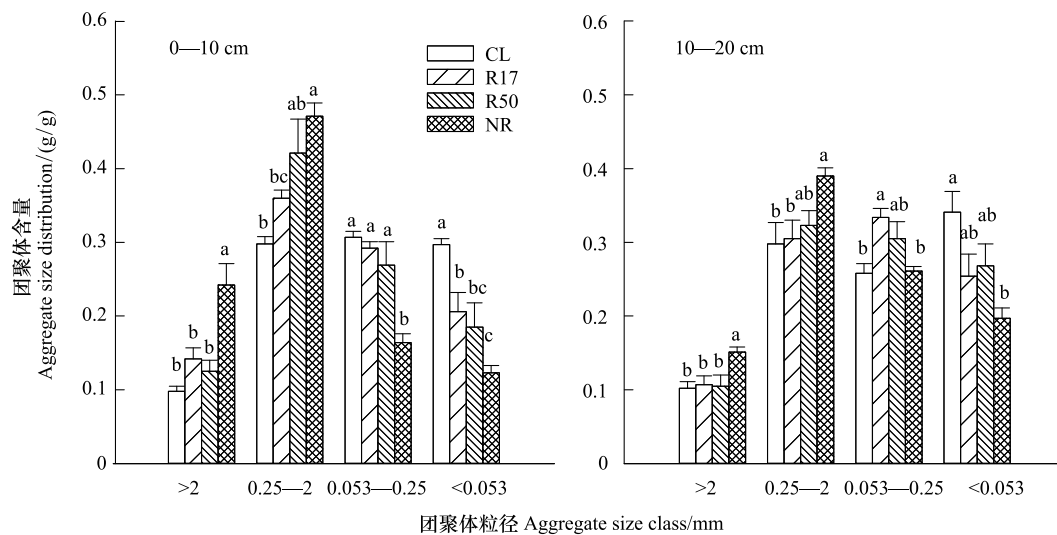 0.6
0.5
0.4
0.3
0.2
0.1
0
团聚体含量
Aggregate size distribution/(g/g)
0—10 cm
CL
R17
R50
NR
b b b a
b bc ab a
a a a b
a b bc c
>2 0.25—2 0.053—0.25 <0.053
0.6
0.5
0.4
0.3
0.2
0.1
0
10—20 cm
b b b a
b b ab a
b a ab b
a ab ab b
>2 0.25—2 0.053—0.25 <0.053
团聚体粒径 Aggregate size class/mm